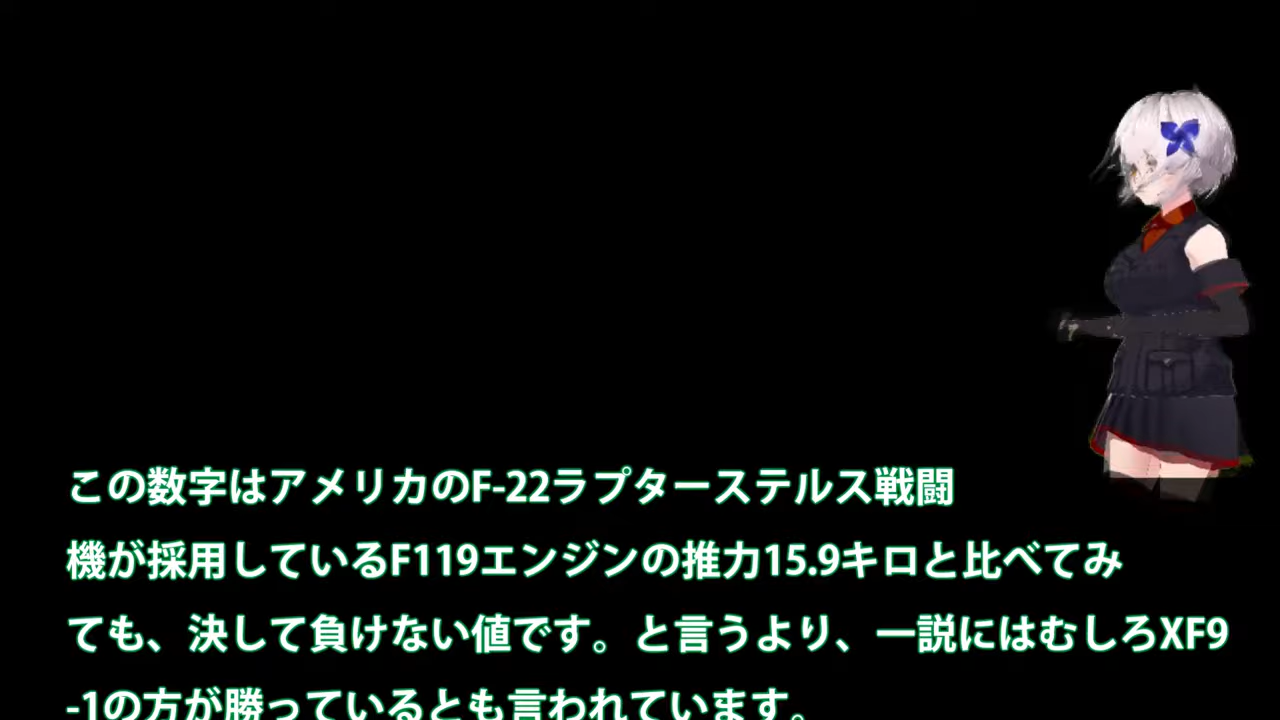 この数字はアメリカのF-22ラプターステルス戦闘
機が採用しているF119エンジンの推力15.9キロと比べてみ
ても、決して負けない値です。と言うより、一説にはむしろXF9
-1の方が勝っているとも言われています。